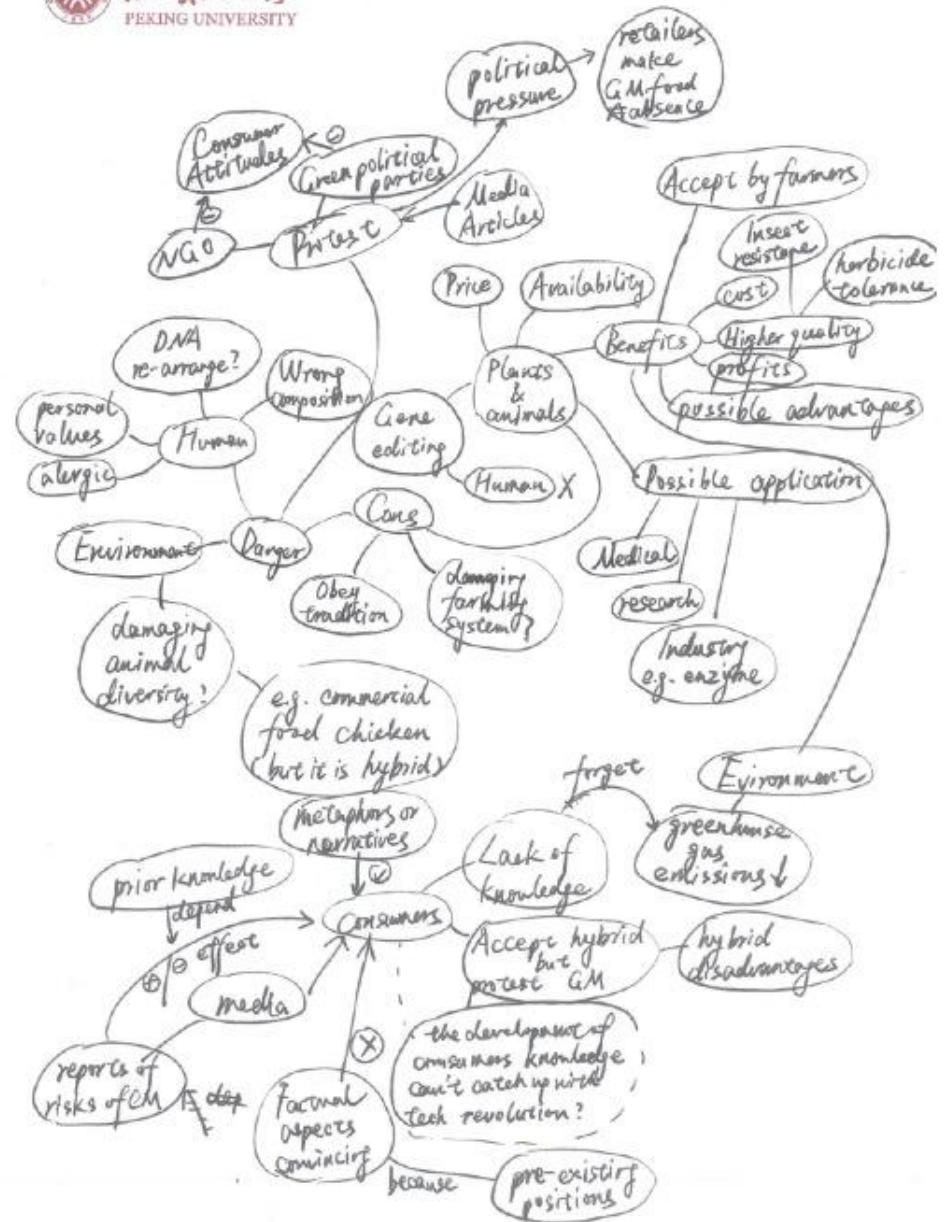 PEKING UNIVERSITY
political
pressure
retailers
make
GM food
absence
Consumer
Attitudes
Green political
parties
Media
Articles
NGO
Protest
Accept by farmers
Insect
resistane
herbicide
tolerance
Price
Availability
cost
Benefits
Higher quality
profits
possible advantages
DNA
re-arrange?
Wrong
composition
Plants
&
animals
personal
values
Human
alergic
Gene
editing
Human X
Possible application
Cons
Environment
Danger
Medical
Obey
tradition
damaging
farming
system?
research
damaging
animal
diversity?
Industry
e.g. enzyme
e.g. commercial
food chicken
(but it is hybrid)
Evironment
forget
metaphors or
narratives
Lack of
knowledge
greenhouse
gas
emissions ↓
prior knowledge
depend
consumers
⊕/⊖ effect
Accept hybrid
but
protest GM
hybrid
disadvantages
media
the development of
consumers knowledge
can't catch up with
tech revolution?
reports of
risks of GM
Factual
aspects
convincing
because
pre-existing
positions